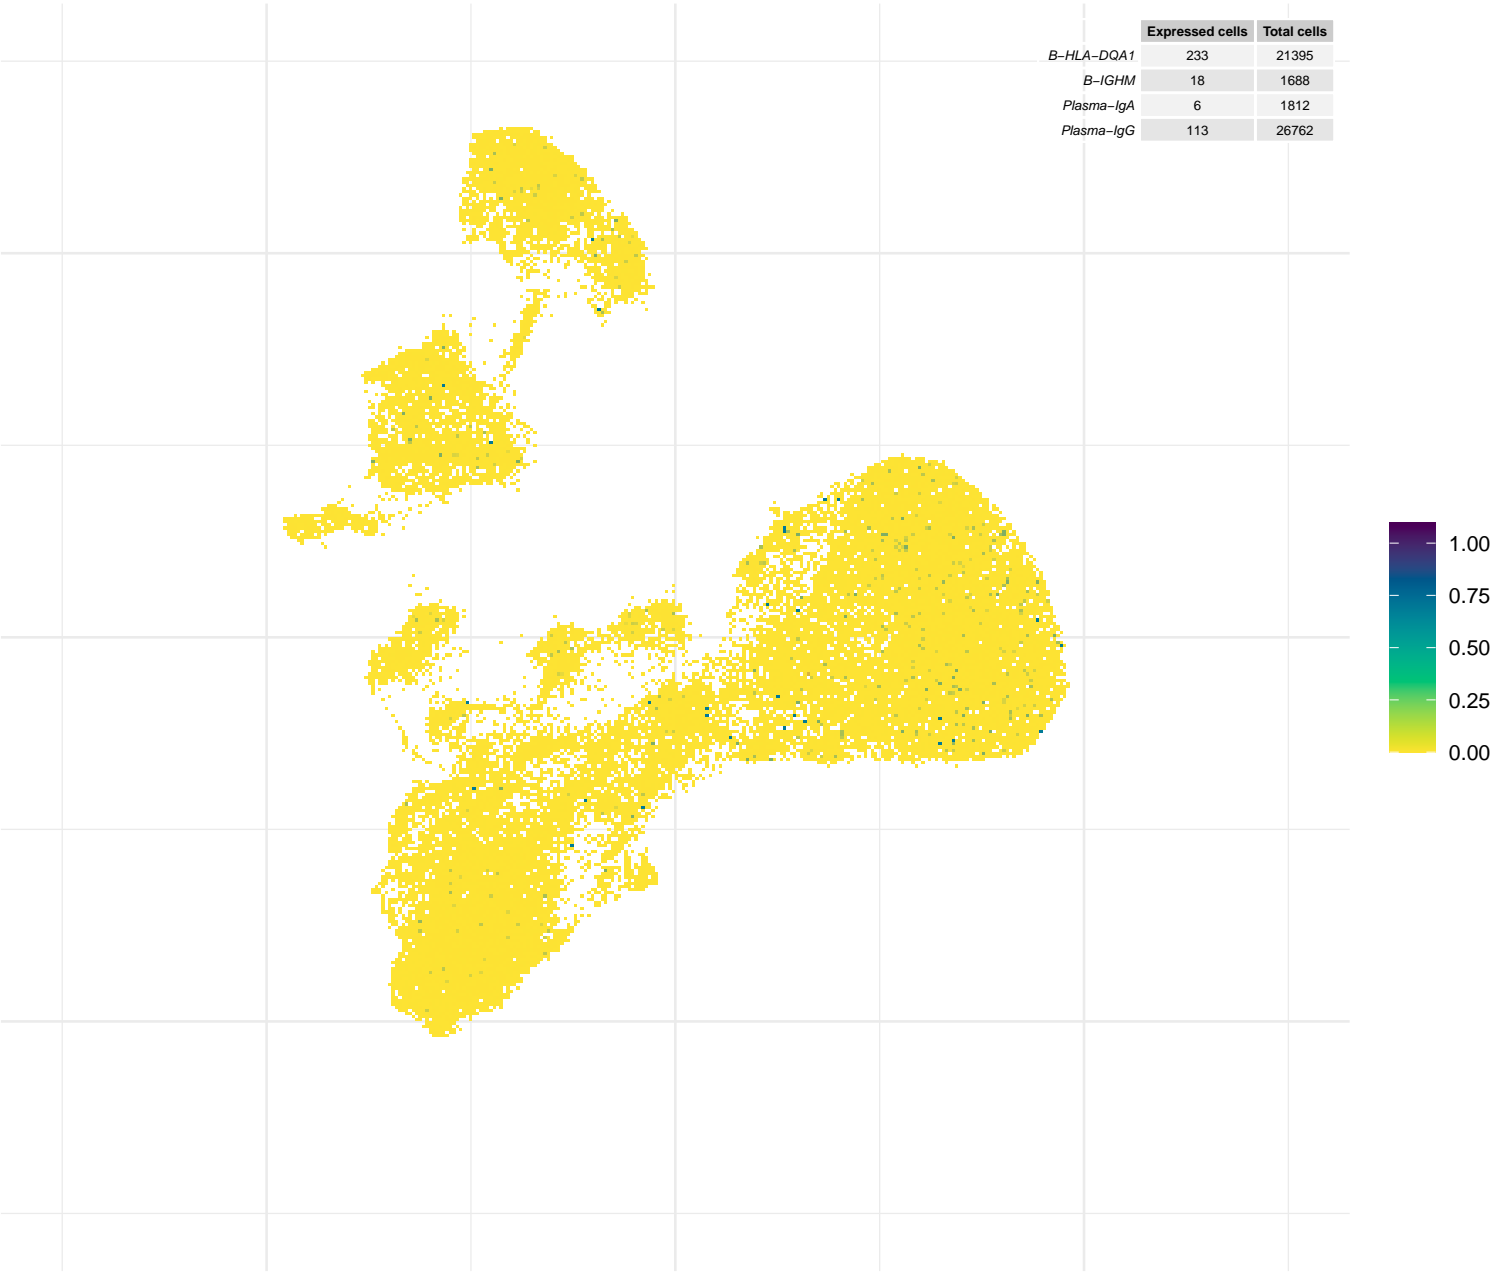 Expressed cells Total cells
B−HLA−DQA1 233 21395
B−IGHM 18 1688
Plasma−IgA 6 1812
Plasma−IgG 113 26762
1.00
0.75
0.50
0.25
0.00